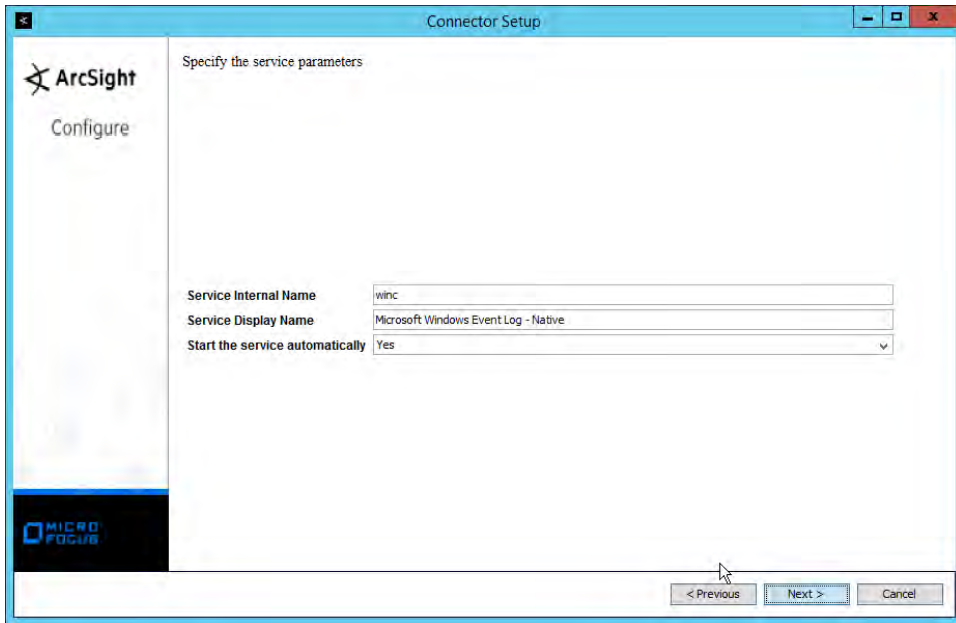 Connector Setup
ArcSight
Configure
Specify the service parameters
Service Internal Name winc
Service Display Name Microsoft Windows Event Log - Native
Start the service automatically Yes
MICRO
FOCUS
< Previous Next > Cancel